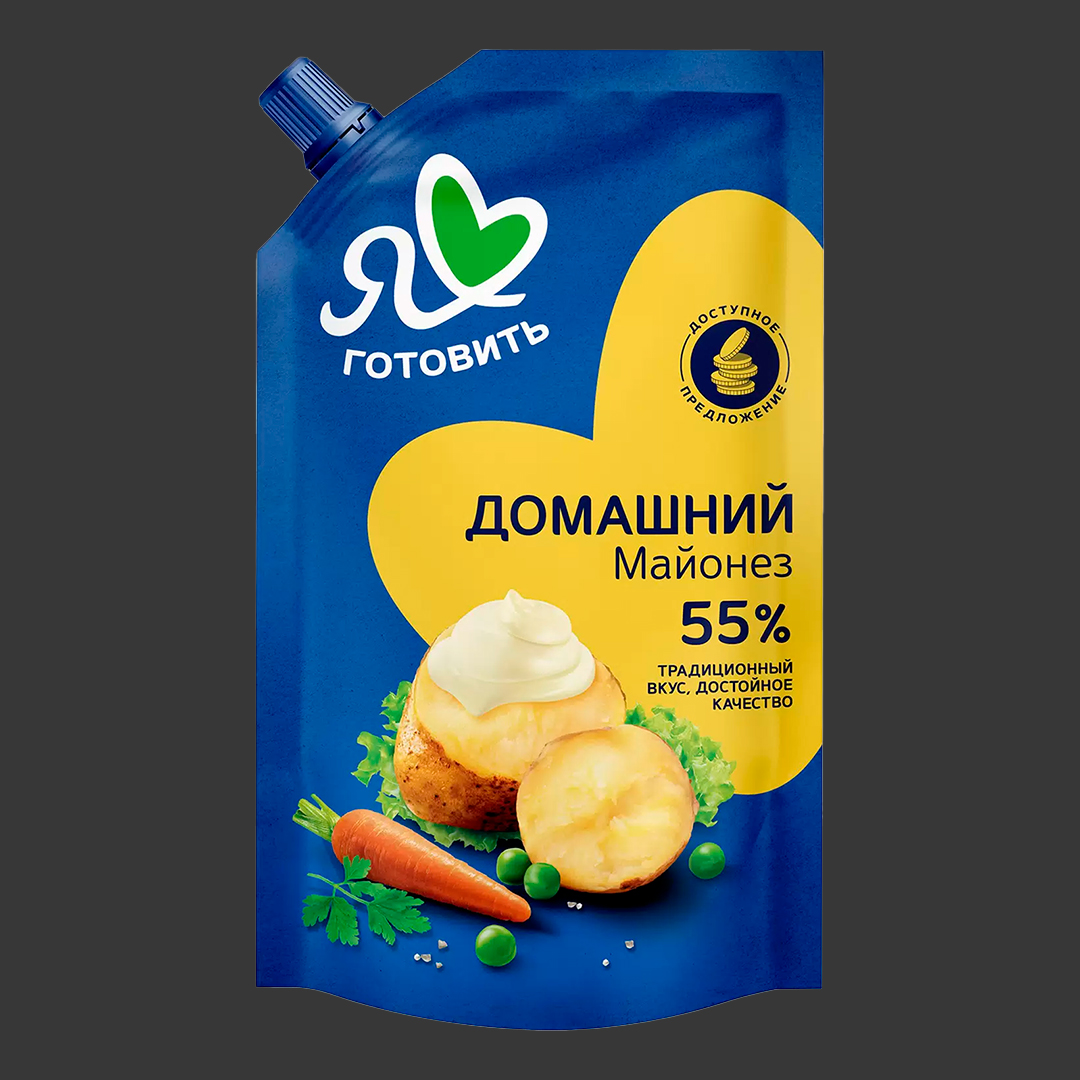 Я
ГОТОВИТЬ
ДОСТУПНОЕ
ПРЕДЛОЖЕНИЕ
ДОМАШНИЙ
Майонез
55%
ТРАДИЦИОННЫЙ
ВКУС, ДОСТОЙНОЕ
КАЧЕСТВО